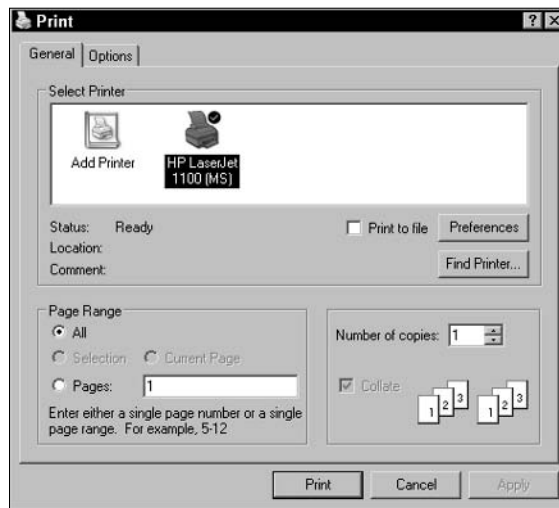 Print
General
Options
Select Printer
Add Printer
HP LaserJet
1100 (MS)
Status: Ready
Location:
Comment:
Print to file
Preferences
Find Printer...
Page Range
All
Selection
Current Page
Pages: 1
Enter either a single page number or a single
page range. For example, 5-12
Number of copies: 1
Collate
1 2 3 1 2 3
Print
Cancel
Apply